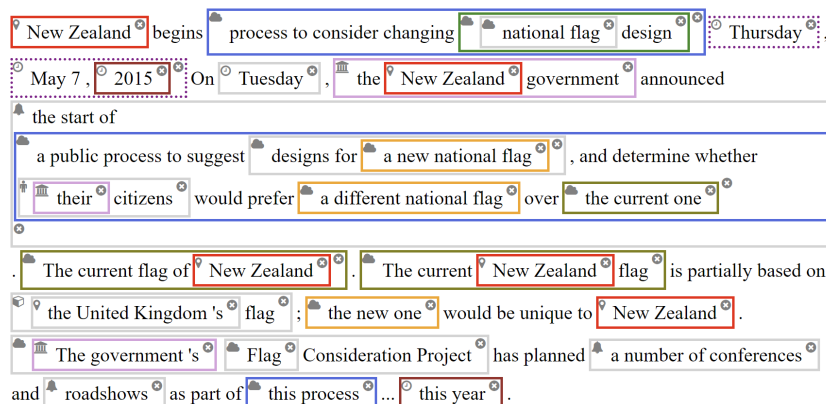 New Zealand begins process to consider changing national flag design Thursday ,
May 7 , 2015 On Tuesday , the New Zealand government announced
the start of
a public process to suggest designs for a new national flag , and determine whether
their citizens would prefer a different national flag over the current one
. The current flag of New Zealand . The current New Zealand flag is partially based on
the United Kingdom 's flag ; the new one would be unique to New Zealand .
The government 's Flag Consideration Project has planned a number of conferences
and roadshows as part of this process ... this year .